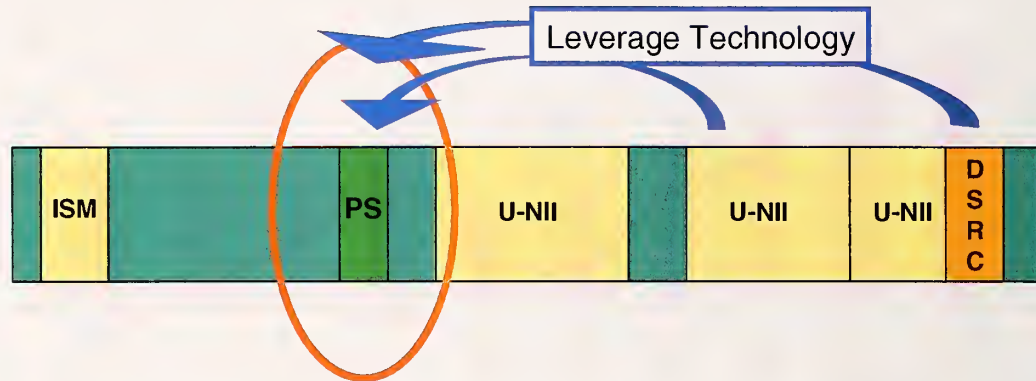 Leverage Technology
ISM
PS
U-NII
U-NII
U-NII
D
S
R
C